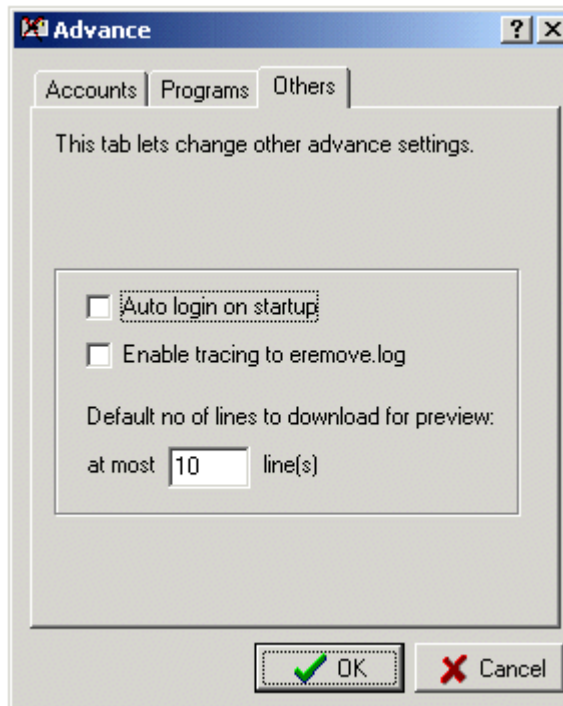 Advance
Accounts Programs Others
This tab lets change other advance settings.
Auto login on startup
Enable tracing to eremove.log
Default no of lines to download for preview:
at most 10 line(s)
OK Cancel